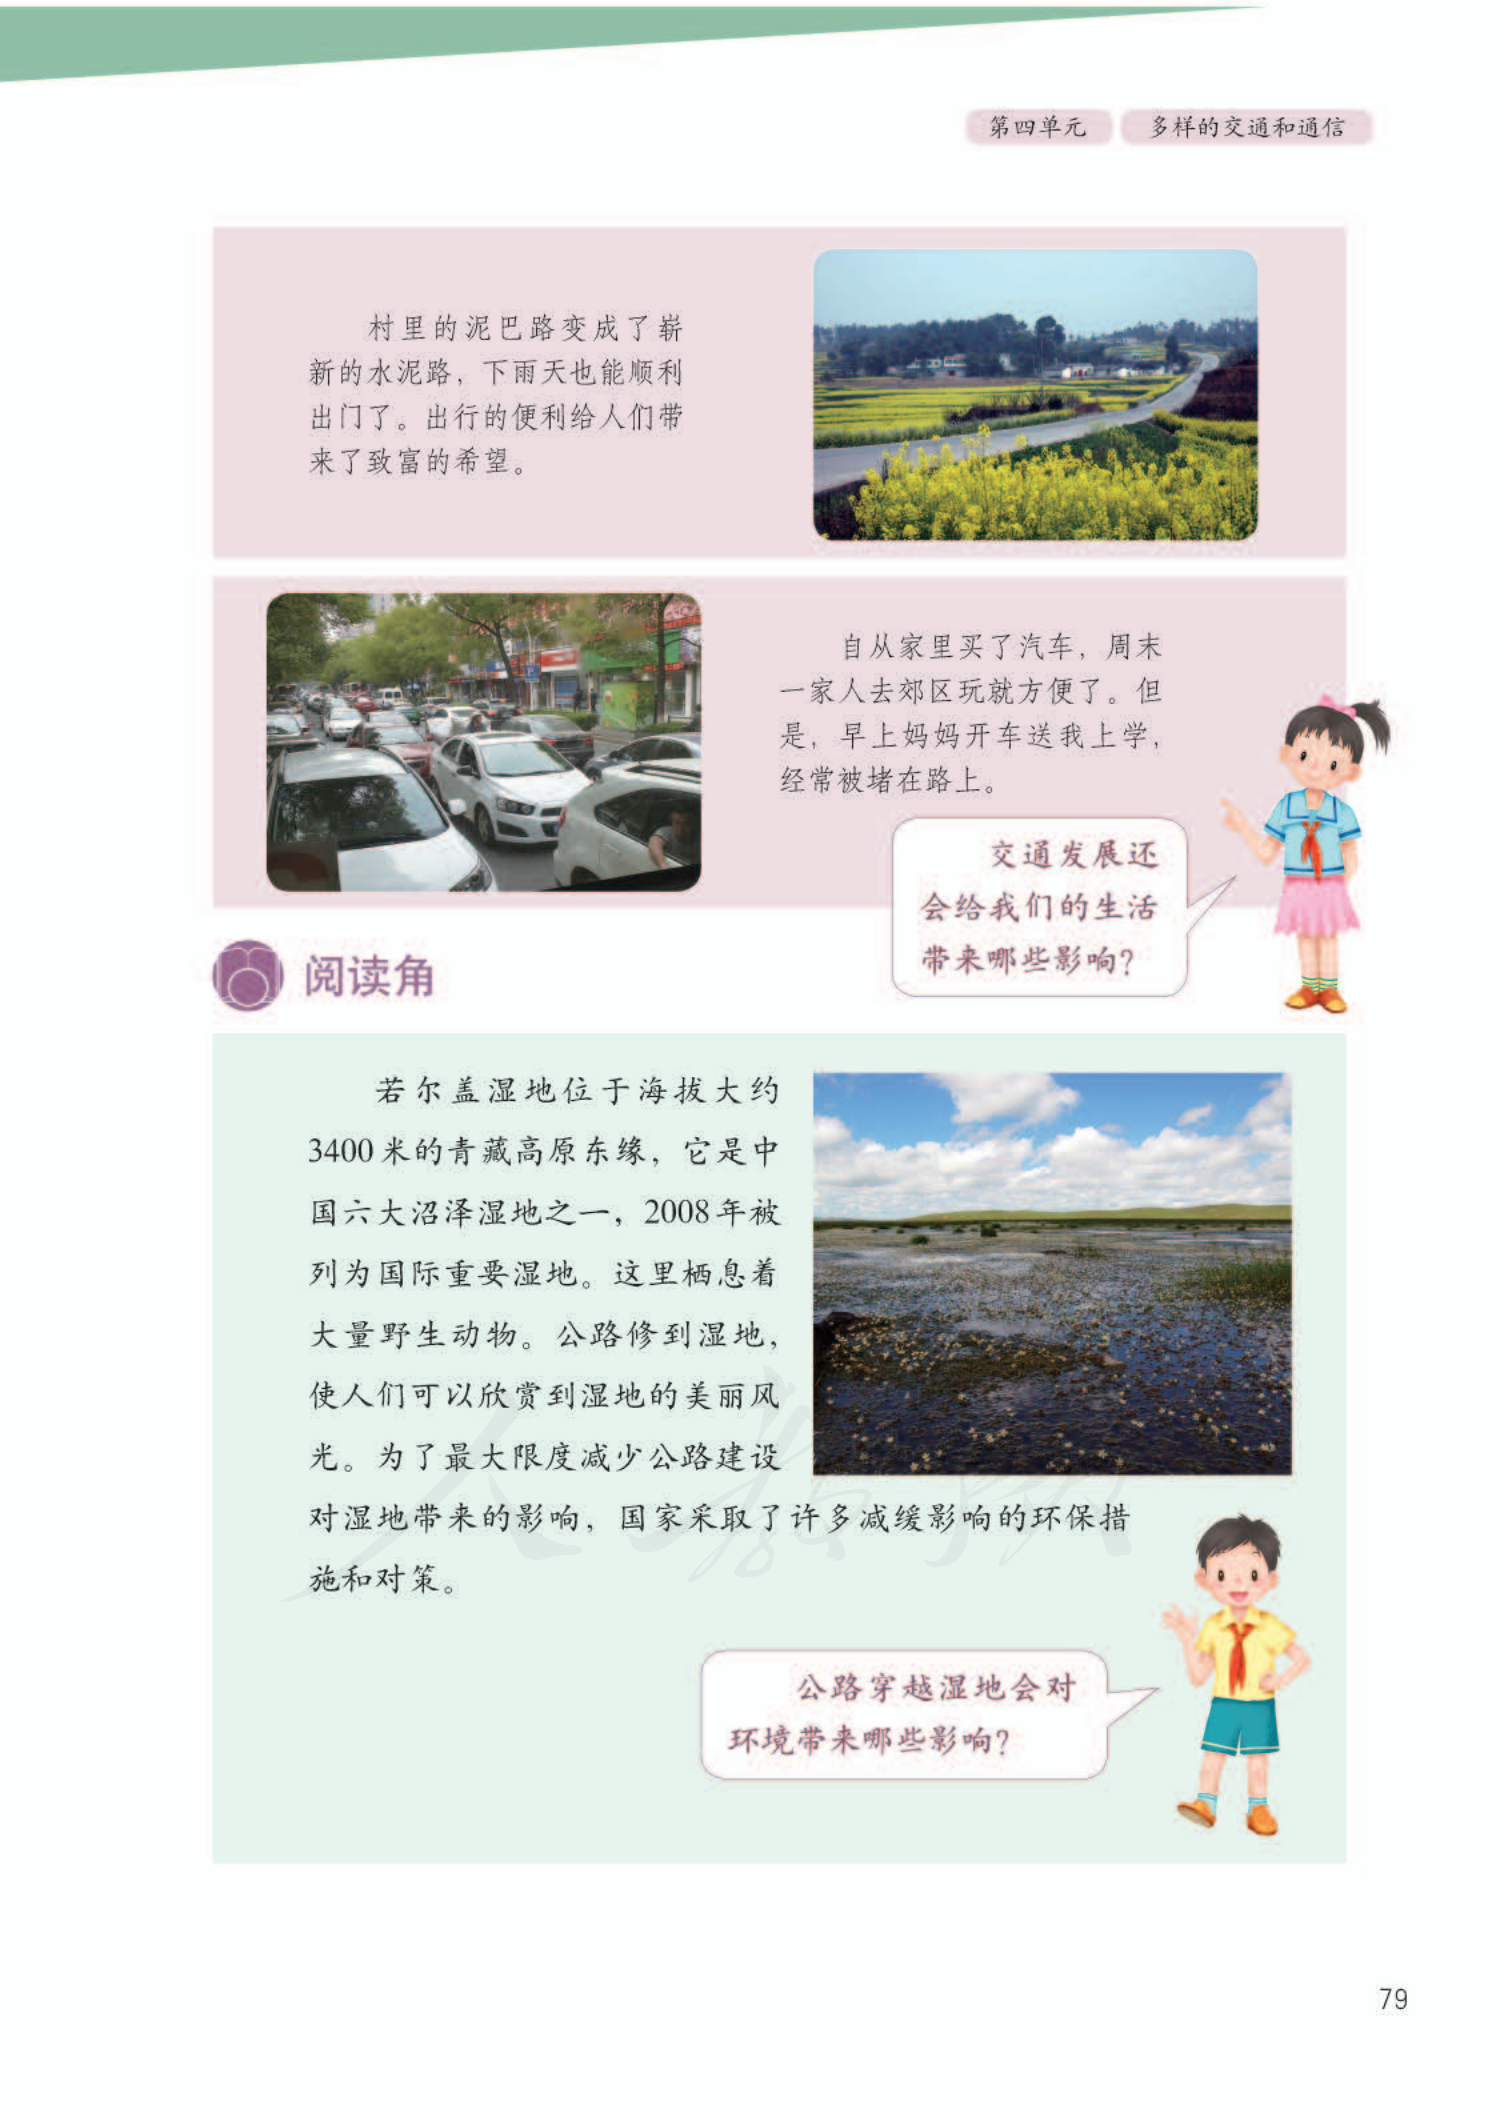 第四单元 多样的交通和通信
村里的泥巴路变成了崭
新的水泥路，下雨天也能顺利
出门了。出行的便利给人们带
来了致富的希望。
自从家里买了汽车，周末
一家人去郊区玩就方便了。但
是，早上妈妈开车送我上学，
经常被堵在路上。
交通发展还
会给我们的生活
带来哪些影响？
阅读角
若尔盖湿地位于海拔大约
3400米的青藏高原东缘，它是中
国六大沼泽湿地之一，2008年被
列为国际重要湿地。这里栖息着
大量野生动物。公路修到湿地，
使人们可以欣赏到湿地的美丽风
光。为了最大限度减少公路建设
对湿地带来的影响，国家采取了许多减缓影响的环保措
施和对策。
公路穿越湿地会对
环境带来哪些影响？
79